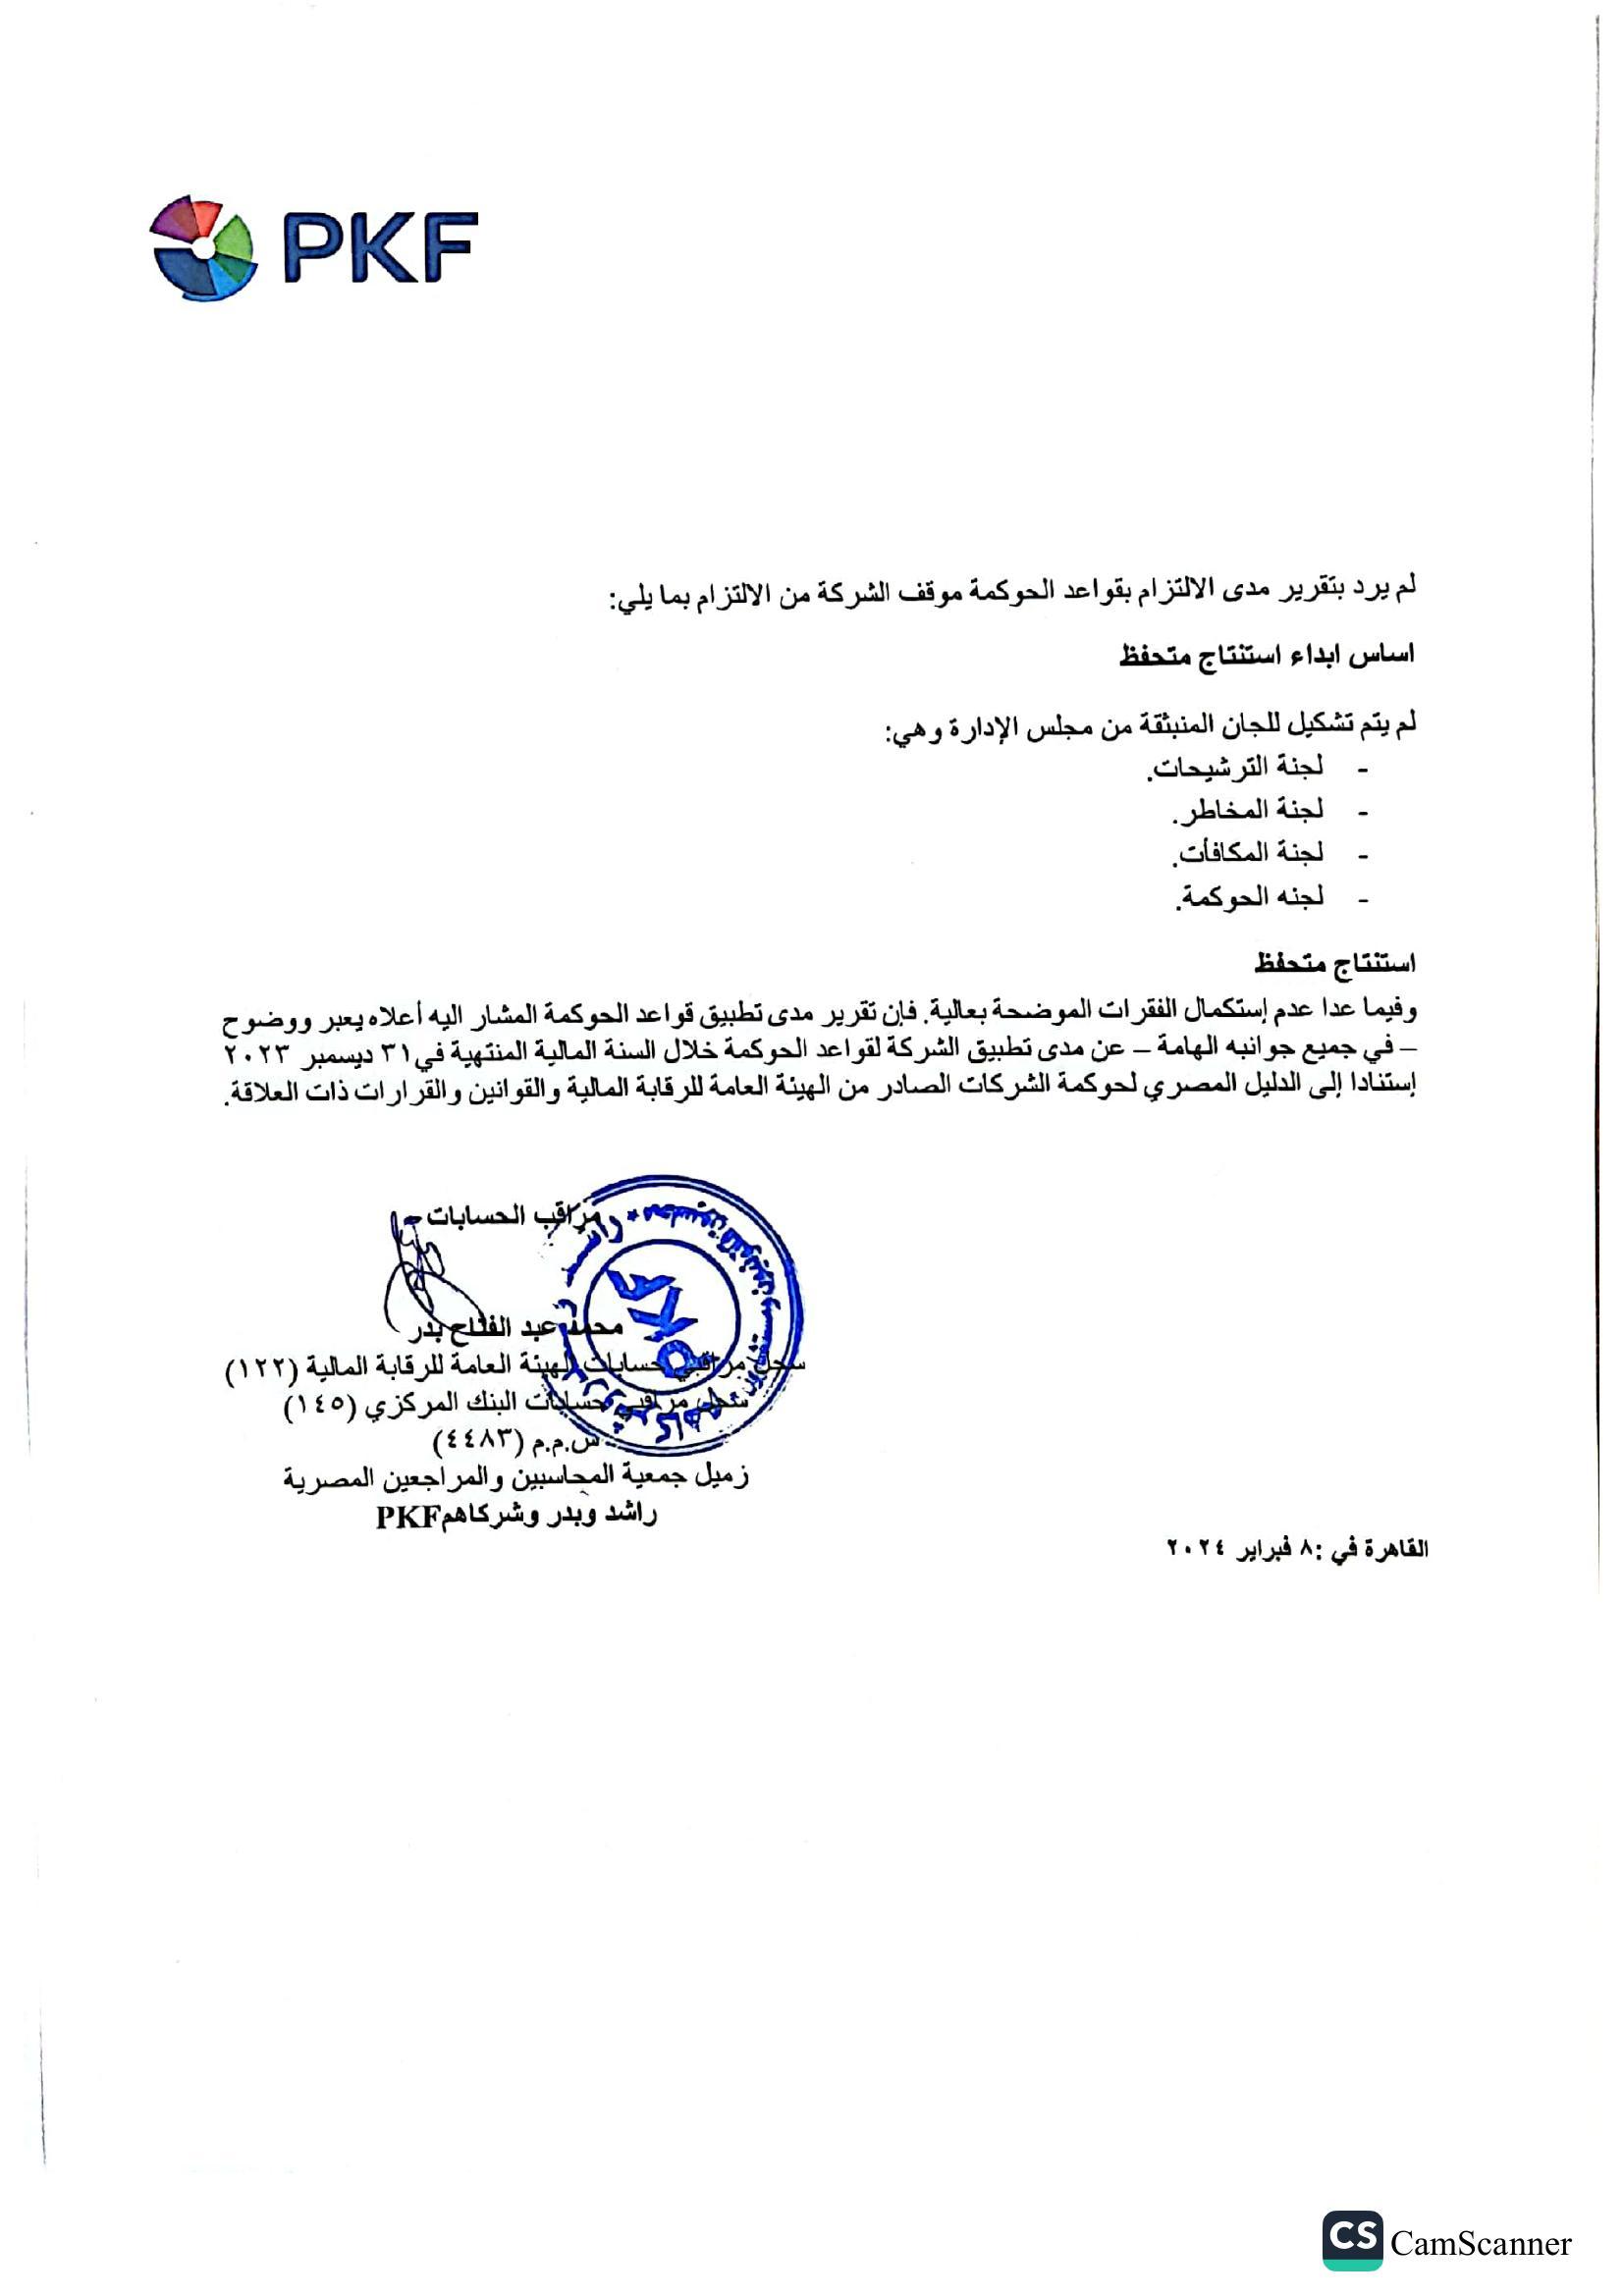 PKF
لم يرد بتقرير مدى الالتزام بقواعد الحوكمة موقف الشركة من الالتزام بما يلي:
اساس ابداء استنتاج متحفظ
لم يتم تشكيل للجان المنبثقة من مجلس الإدارة وهي:
- لجنة الترشيحات.
- لجنة المخاطر.
- لجنة المكافأت.
- لجنه الحوكمة.
استنتاج متحفظ
وفيما عدا عدم إستكمال الفقرات الموضحة بعالية. فإن تقرير مدى تطبيق قواعد الحوكمة المشار اليه أعلاه يعبر ووضوح
– في جميع جوانبه الهامة – عن مدى تطبيق الشركة لقواعد الحوكمة خلال السنة المالية المنتهية في ٣١ ديسمبر ٢٠٢٣
إستنادا إلى الدليل المصري لحوكمة الشركات الصادر من الهيئة العامة للرقابة المالية والقوانين والقرارات ذات العلاقة.
مراقب الحسابات
محمد عبد الفتاح بدر
سجل مراقبي حسابات الهيئة العامة للرقابة المالية (١٢٢)
سجل مراقبي حسابات البنك المركزي (١٤٥)
س.م.م (٤٤٨٣)
زميل جمعية المحاسبين والمراجعين المصرية
راشد وبدر وشركاهم PKF
القاهرة في :٨ فبراير ٢٠٢٤
CS CamScanner